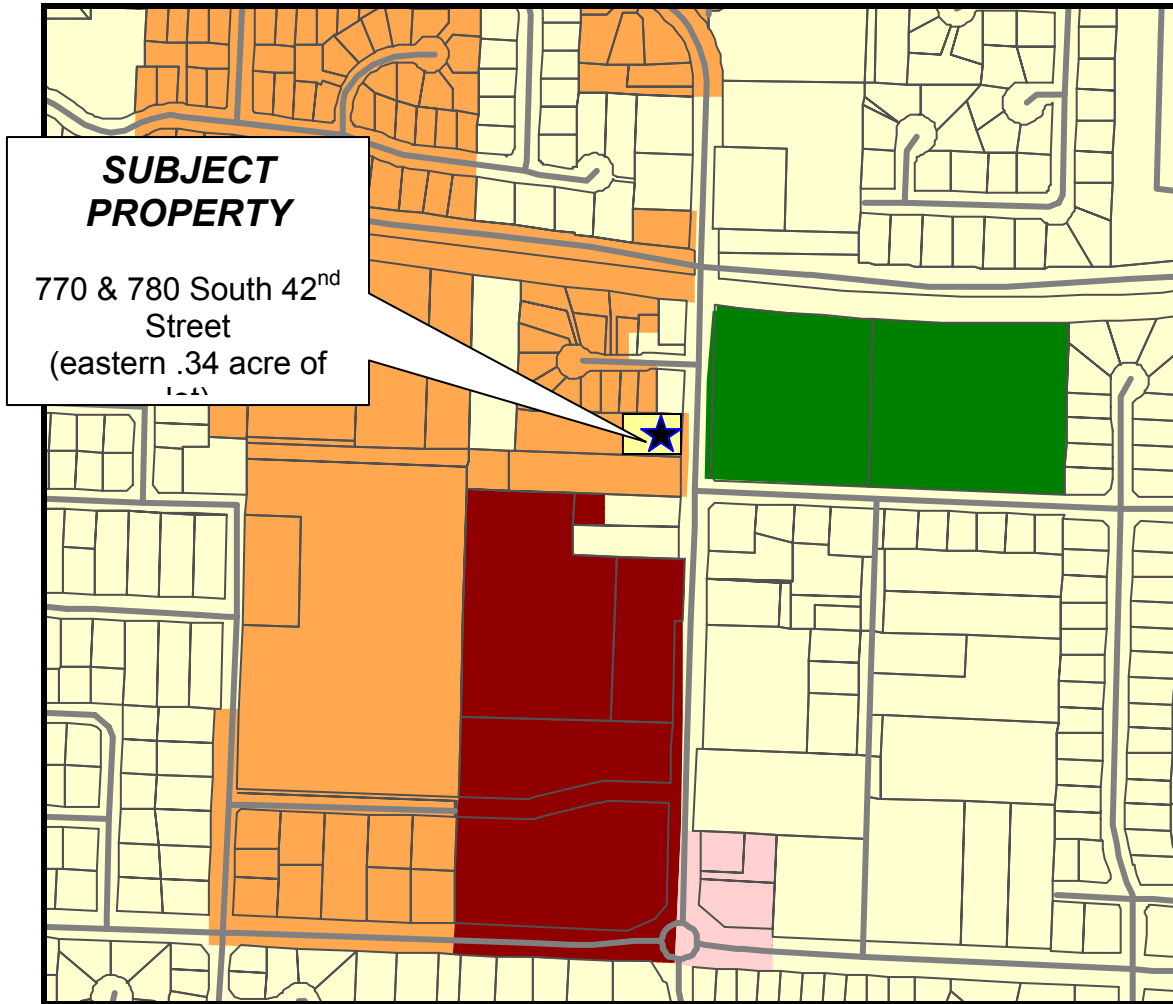 SUBJECT
PROPERTY
770 & 780 South 42nd
Street
(eastern .34 acre of